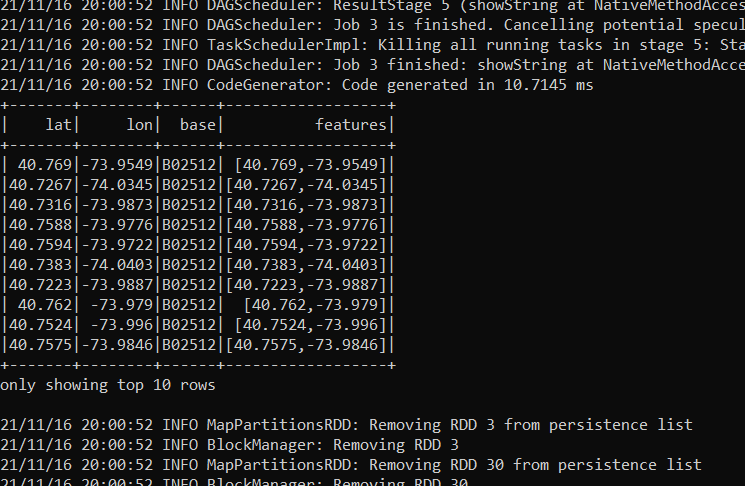 21/11/16 20:00:52 INFO DAGScheduler: ResultStage 5 (showString at NativeMethodAcces
21/11/16 20:00:52 INFO DAGScheduler: Job 3 is finished. Cancelling potential specul
21/11/16 20:00:52 INFO TaskSchedulerImpl: Killing all running tasks in stage 5: Sta
21/11/16 20:00:52 INFO DAGScheduler: Job 3 finished: showString at NativeMethodAcce
21/11/16 20:00:52 INFO CodeGenerator: Code generated in 10.7145 ms
+-------+--------+------+------------------+
|    lat|     lon|  base|          features|
+-------+--------+------+------------------+
| 40.769|-73.9549|B02512| [40.769,-73.9549]|
|40.7267|-74.0345|B02512|[40.7267,-74.0345]|
|40.7316|-73.9873|B02512|[40.7316,-73.9873]|
|40.7588|-73.9776|B02512|[40.7588,-73.9776]|
|40.7594|-73.9722|B02512|[40.7594,-73.9722]|
|40.7383|-74.0403|B02512|[40.7383,-74.0403]|
|40.7223|-73.9887|B02512|[40.7223,-73.9887]|
| 40.762| -73.979|B02512|  [40.762,-73.979]|
|40.7524| -73.996|B02512| [40.7524,-73.996]|
|40.7575|-73.9846|B02512|[40.7575,-73.9846]|
+-------+--------+------+------------------+
only showing top 10 rows
21/11/16 20:00:52 INFO MapPartitionsRDD: Removing RDD 3 from persistence list
21/11/16 20:00:52 INFO BlockManager: Removing RDD 3
21/11/16 20:00:52 INFO MapPartitionsRDD: Removing RDD 30 from persistence list
21/11/16 20:00:52 INFO BlockManager: Removing RDD 30